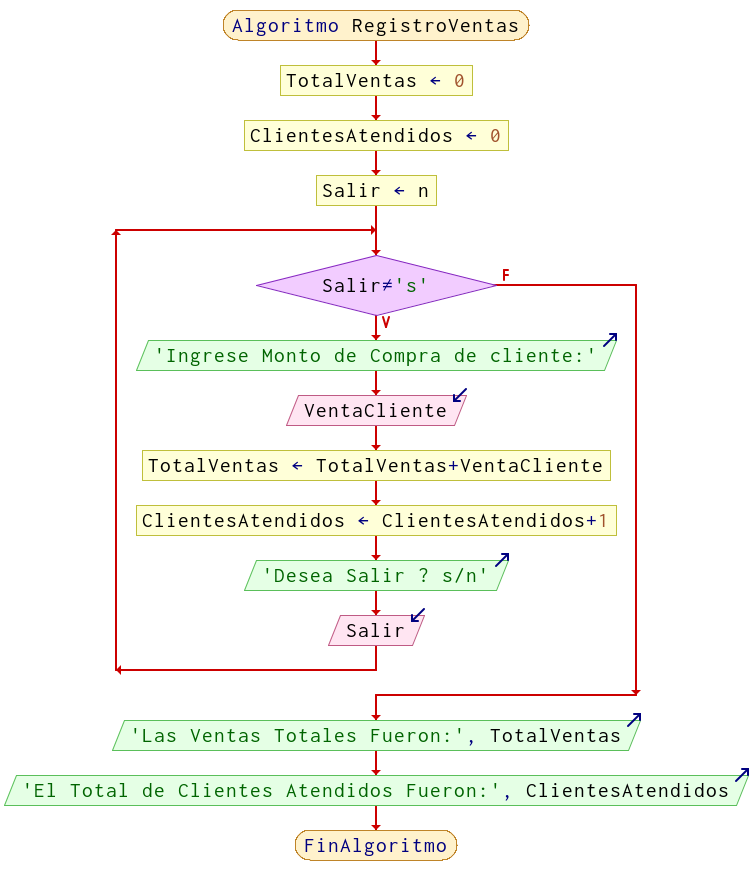 Algoritmo RegistroVentas
TotalVentas ← 0
ClientesAtendidos ← 0
Salir ← n
Salir≠'s'
F
V
'Ingrese Monto de Compra de cliente:'
VentaCliente
TotalVentas ← TotalVentas+VentaCliente
ClientesAtendidos ← ClientesAtendidos+1
'Desea Salir ? s/n'
Salir
'Las Ventas Totales Fueron:', TotalVentas
'El Total de Clientes Atendidos Fueron:', ClientesAtendidos
FinAlgoritmo